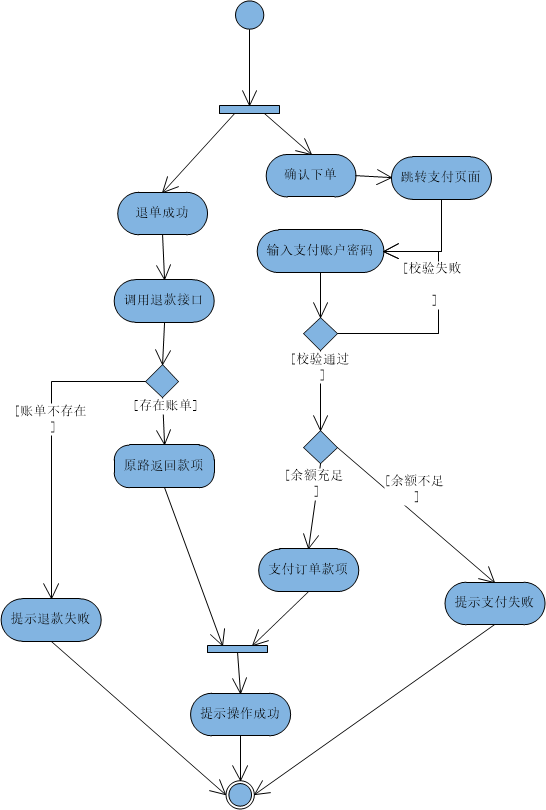 确认下单
跳转支付页面
退单成功
输入支付账户密码
[校验失败
]
调用退款接口
[校验通过
]
[账单不存在
]
[存在账单]
原路返回款项
[余额充足
]
[余额不足
]
支付订单款项
提示退款失败
提示支付失败
提示操作成功